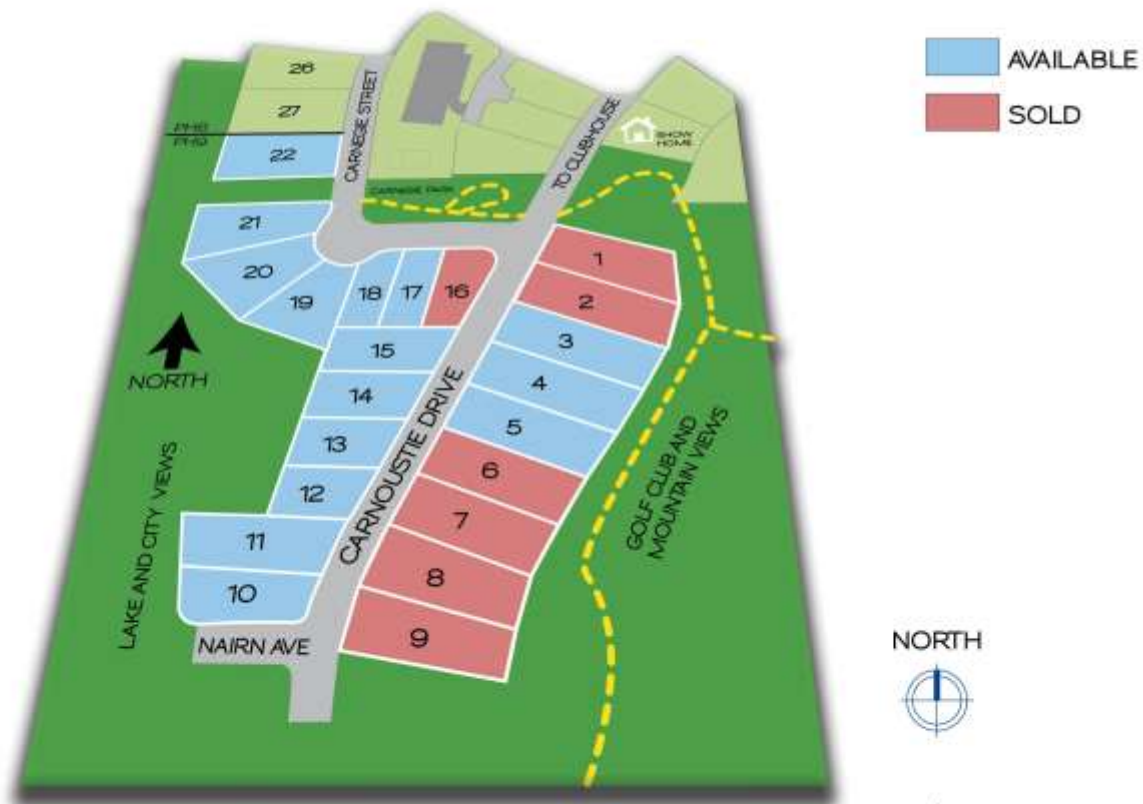 AVAILABLE
SOLD
26
27
PH8
PH9
22
CARNEGIE STREET
TO CLUBHOUSE
SHOW
HOME
CARNEGIE PARK
21
20
19
18
17
16
1
2
3
4
5
15
14
13
12
11
10
6
7
8
9
NORTH
CARNOUSTIE DRIVE
LAKE AND CITY VIEWS
GOLF CLUB AND
MOUNTAIN VIEWS
NAIRN AVE
NORTH